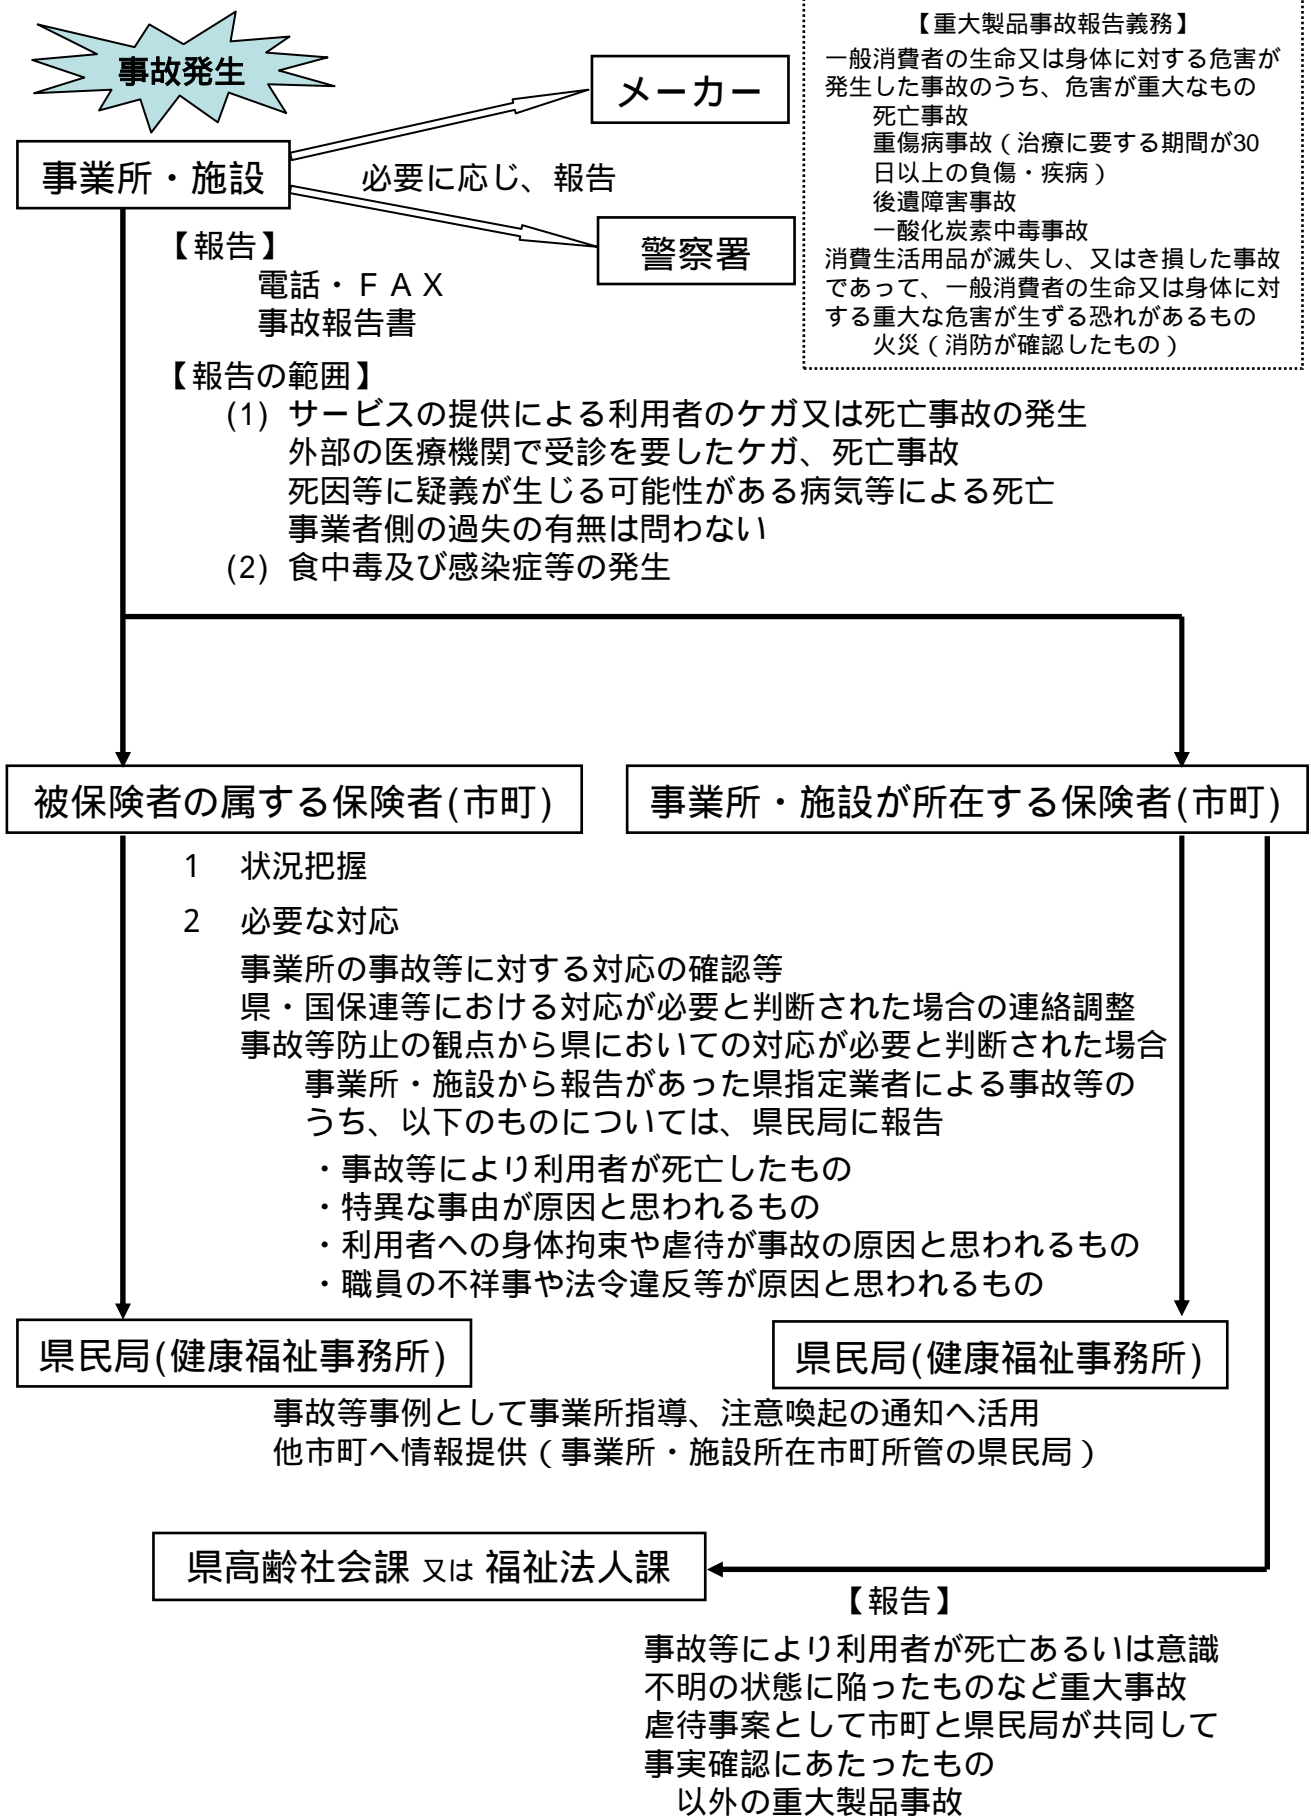 事故発生
メーカー
事業所・施設
必要に応じ、報告
警察署
【重大製品事故報告義務】
一般消費者の生命又は身体に対する危害が
発生した事故のうち、危害が重大なもの
死亡事故
重傷病事故（治療に要する期間が30
日以上の負傷・疾病）
後遺障害事故
一酸化炭素中毒事故
消費生活用品が滅失し、又はき損した事故
であって、一般消費者の生命又は身体に対
する重大な危害が生ずる恐れがあるもの
火災（消防が確認したもの）
【報告】
電話・ＦＡＸ
事故報告書
【報告の範囲】
(1) サービスの提供による利用者のケガ又は死亡事故の発生
外部の医療機関で受診を要したケガ、死亡事故
死因等に疑義が生じる可能性がある病気等による死亡
事業者側の過失の有無は問わない
(2) 食中毒及び感染症等の発生
被保険者の属する保険者(市町)
事業所・施設が所在する保険者(市町)
1　状況把握
2　必要な対応
事業所の事故等に対する対応の確認等
県・国保連等における対応が必要と判断された場合の連絡調整
事故等防止の観点から県においての対応が必要と判断された場合
事業所・施設から報告があった県指定業者による事故等の
うち、以下のものについては、県民局に報告
・事故等により利用者が死亡したもの
・特異な事由が原因と思われるもの
・利用者への身体拘束や虐待が事故の原因と思われるもの
・職員の不祥事や法令違反等が原因と思われるもの
県民局(健康福祉事務所)
県民局(健康福祉事務所)
事故等事例として事業所指導、注意喚起の通知へ活用
他市町へ情報提供（事業所・施設所在市町所管の県民局）
県高齢社会課 又は 福祉法人課
【報告】
事故等により利用者が死亡あるいは意識
不明の状態に陥ったものなど重大事故
虐待事案として市町と県民局が共同して
事実確認にあたったもの
以外の重大製品事故